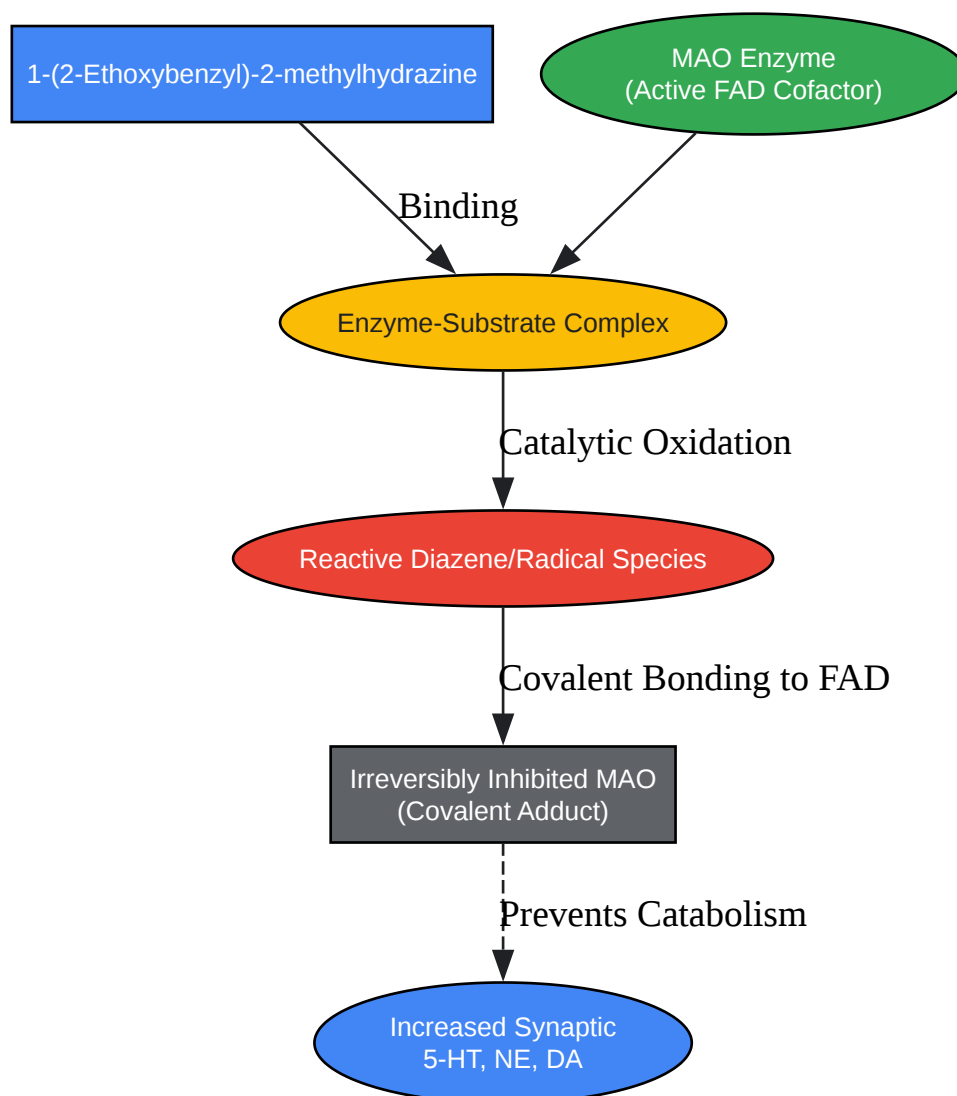 1-(2-Ethoxybenzyl)-2-methylhydrazine
MAO Enzyme
(Active FAD Cofactor)
Binding
Enzyme-Substrate Complex
Catalytic Oxidation
Reactive Diazene/Radical Species
Covalent Bonding to FAD
Irreversibly Inhibited MAO
(Covalent Adduct)
Prevents Catabolism
Increased Synaptic
5-HT, NE, DA